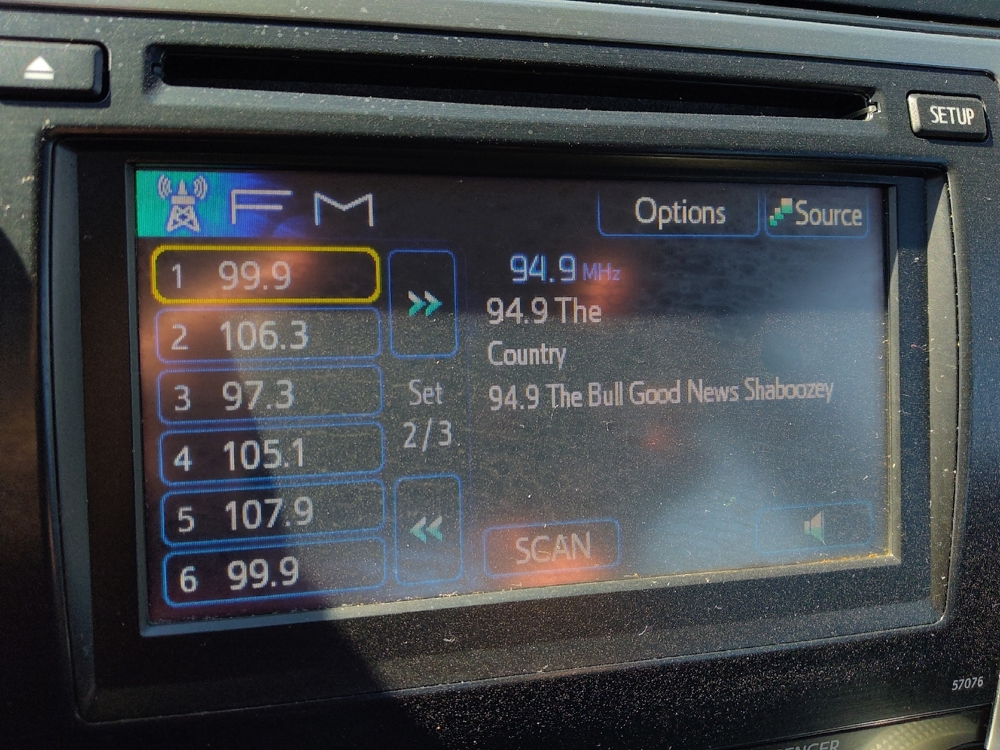 SETUP
FM
Options
Source
1 99.9
2 106.3
3 97.3
4 105.1
5 107.9
6 99.9
Set
2/3
94.9 MHz
94.9 The
Country
94.9 The Bull Good News Shaboozey
SCAN
57076